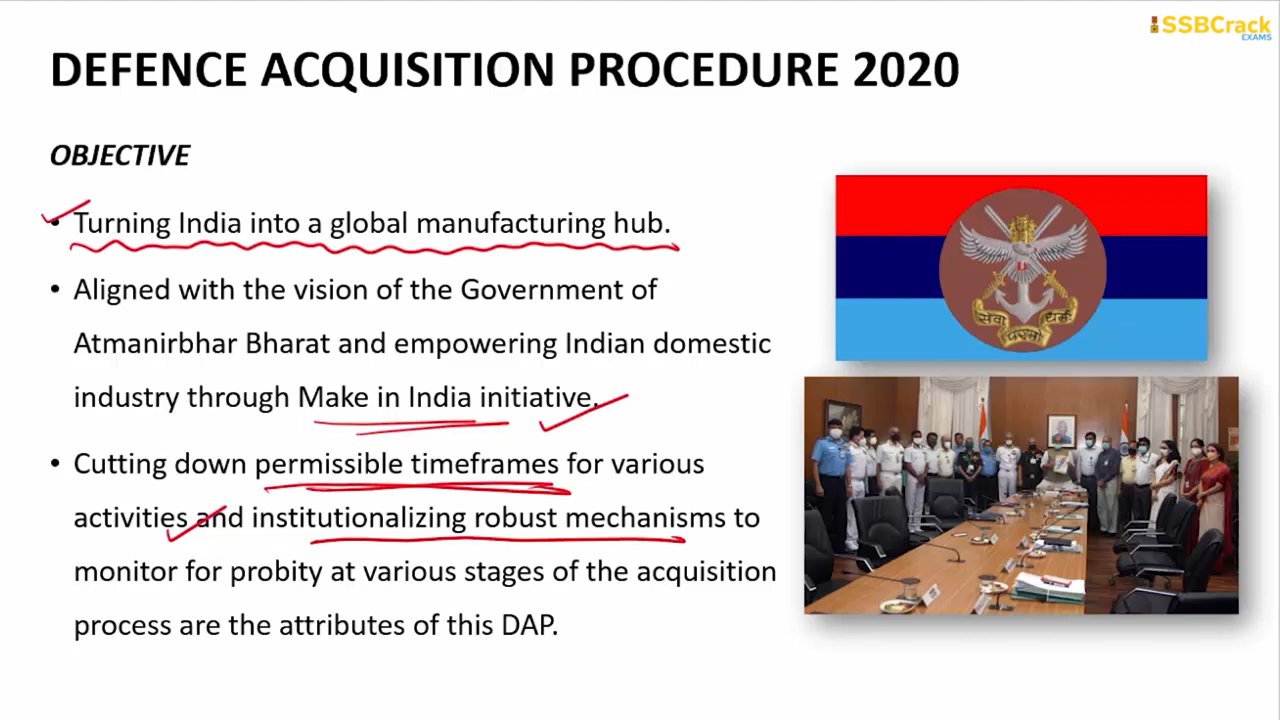 SSBCrack
EXAMS
DEFENCE ACQUISITION PROCEDURE 2020
OBJECTIVE
• Turning India into a global manufacturing hub.
• Aligned with the vision of the Government of
Atmanirbhar Bharat and empowering Indian domestic
industry through Make in India initiative.
• Cutting down permissible timeframes for various
activities and institutionalizing robust mechanisms to
monitor for probity at various stages of the acquisition
process are the attributes of this DAP.
सेवा धर्म
परमो